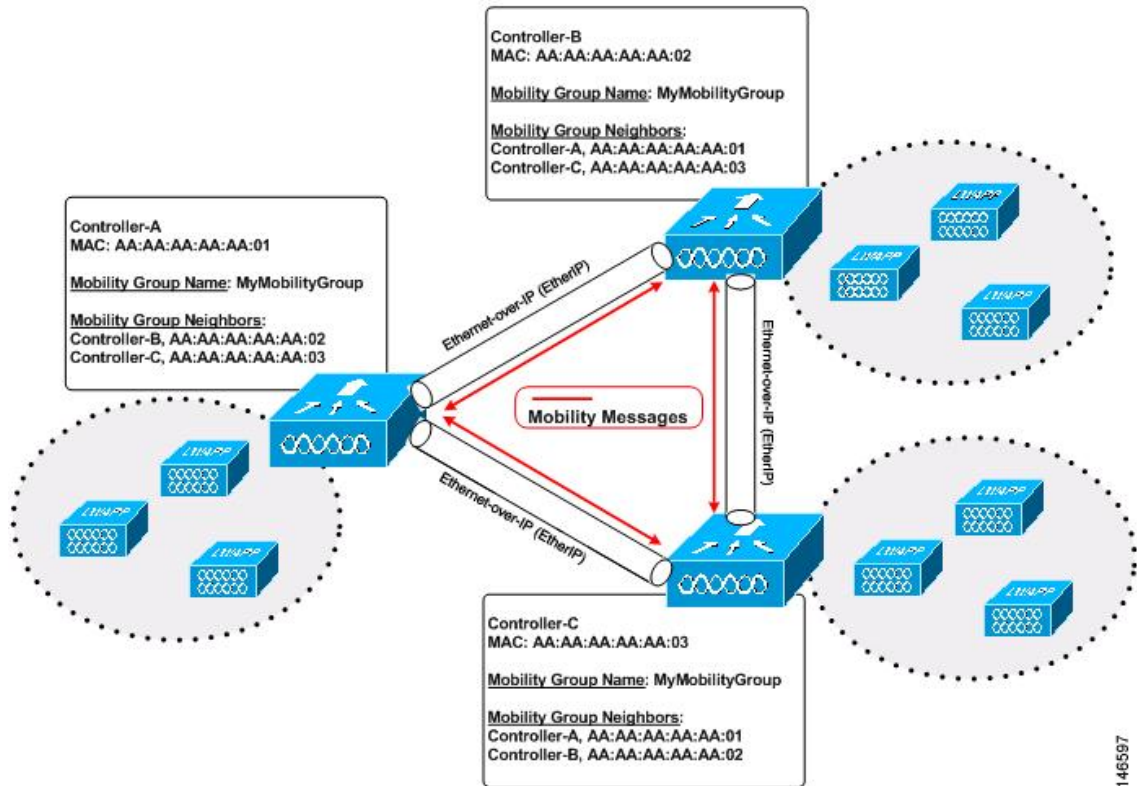 Controller-B
MAC: AA:AA:AA:AA:AA:02
Mobility Group Name: MyMobilityGroup
Mobility Group Neighbors:
Controller-A, AA:AA:AA:AA:AA:01
Controller-C, AA:AA:AA:AA:AA:03
LWAPP
LWAPP
LWAPP
Controller-A
MAC: AA:AA:AA:AA:AA:01
Mobility Group Name: MyMobilityGroup
Mobility Group Neighbors:
Controller-B, AA:AA:AA:AA:AA:02
Controller-C, AA:AA:AA:AA:AA:03
LWAPP
LWAPP
LWAPP
Ethernet-over-IP (EtherIP)
Ethernet-over-IP (EtherIP)
Ethernet-over-IP (EtherIP)
Mobility Messages
LWAPP
LWAPP
LWAPP
Controller-C
MAC: AA:AA:AA:AA:AA:03
Mobility Group Name: MyMobilityGroup
Mobility Group Neighbors:
Controller-A, AA:AA:AA:AA:AA:01
Controller-B, AA:AA:AA:AA:AA:02
146597